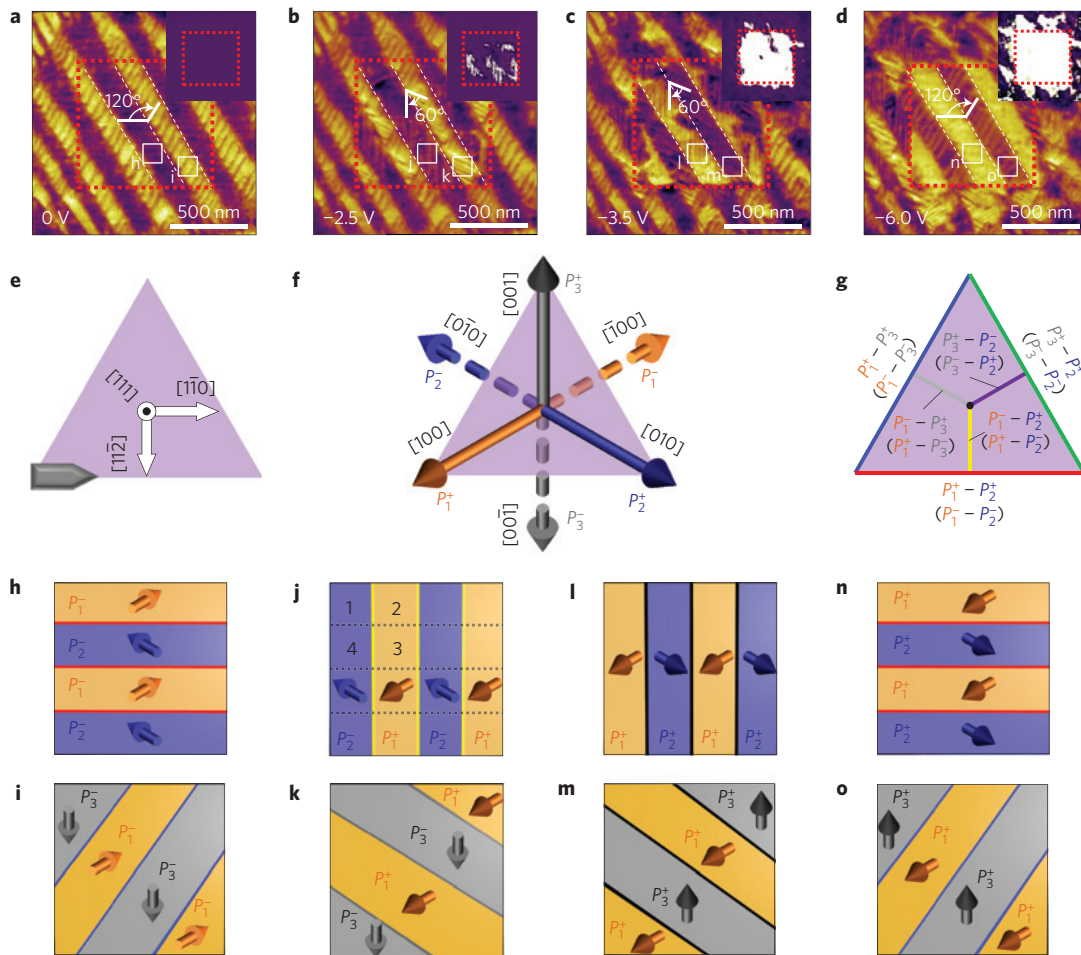 a
b
c
d
120°
60°
60°
120°
h
i
j
k
l
m
n
o
0 V
500 nm
−2.5 V
500 nm
−3.5 V
500 nm
−6.0 V
500 nm
e
f
g
[111]
[11̅0]
[112̅]
[001]
P₃⁺
[01̅0]
P₂⁻
[1̅00]
P₁⁻
[100]
P₁⁺
[010]
P₂⁺
[001̅]
P₃⁻
P₁⁺ – P₃⁺
(P₁⁻ – P₃⁻)
P₃⁺ – P₂⁻
(P₃⁻ – P₂⁺)
P₃⁺ – P₂⁺
(P₃⁻ – P₂⁻)
P₁⁻ – P₃⁺
(P₁⁺ – P₃⁻)
P₁⁻ – P₂⁺
(P₁⁺ – P₂⁻)
P₁⁺ – P₂⁺
(P₁⁻ – P₂⁻)
h
P₁⁻
P₂⁻
P₁⁻
P₂⁻
j
1 2
4 3
P₂⁻ P₁⁺ P₂⁻ P₁⁺
l
P₁⁺ P₂⁺ P₁⁺ P₂⁺
n
P₁⁺
P₂⁺
P₁⁺
P₂⁺
i
P₃⁻
P₁⁻
P₃⁻
P₁⁻
k
P₁⁺
P₃⁻
P₁⁺
P₃⁻
m
P₃⁺
P₁⁺
P₃⁺
P₁⁺
o
P₃⁺
P₁⁺
P₃⁺
P₁⁺